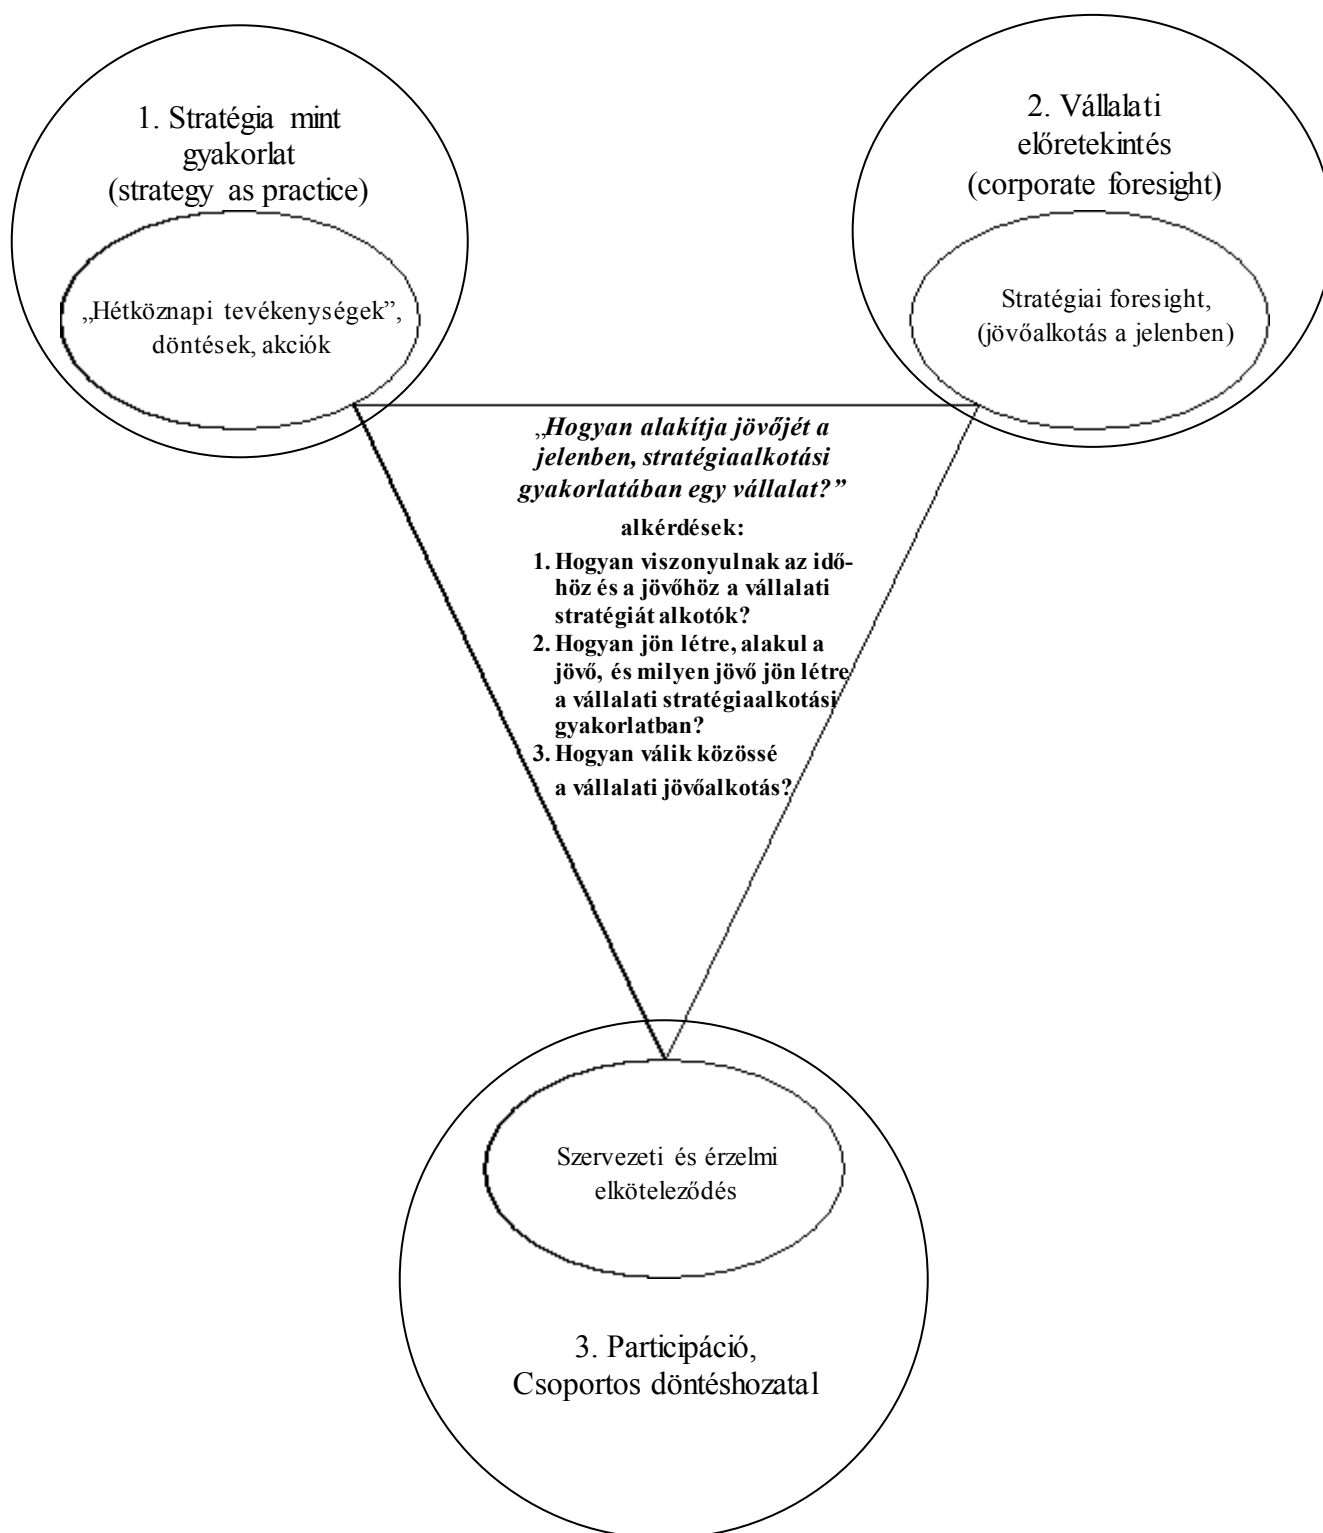 1. Stratégia mint
gyakorlat
(strategy as practice)
„Hétköznapi tevékenységek”,
döntések, akciók
2. Vállalati
előretekintés
(corporate foresight)
Stratégiai foresight,
(jövőalkotás a jelenben)
„Hogyan alakítja jövőjét a
jelenben, stratégiaalkotási
gyakorlatában egy vállalat?”
alkérdések:
1. Hogyan viszonyulnak az idő-
höz és a jövőhöz a vállalati
stratégiát alkotók?
2. Hogyan jön létre, alakul a
jövő, és milyen jövő jön létre
a vállalati stratégiaalkotási
gyakorlatban?
3. Hogyan válik közössé
a vállalati jövőalkotás?
Szervezeti és érzelmi
elköteleződés
3. Participáció,
Csoportos döntéshozatal